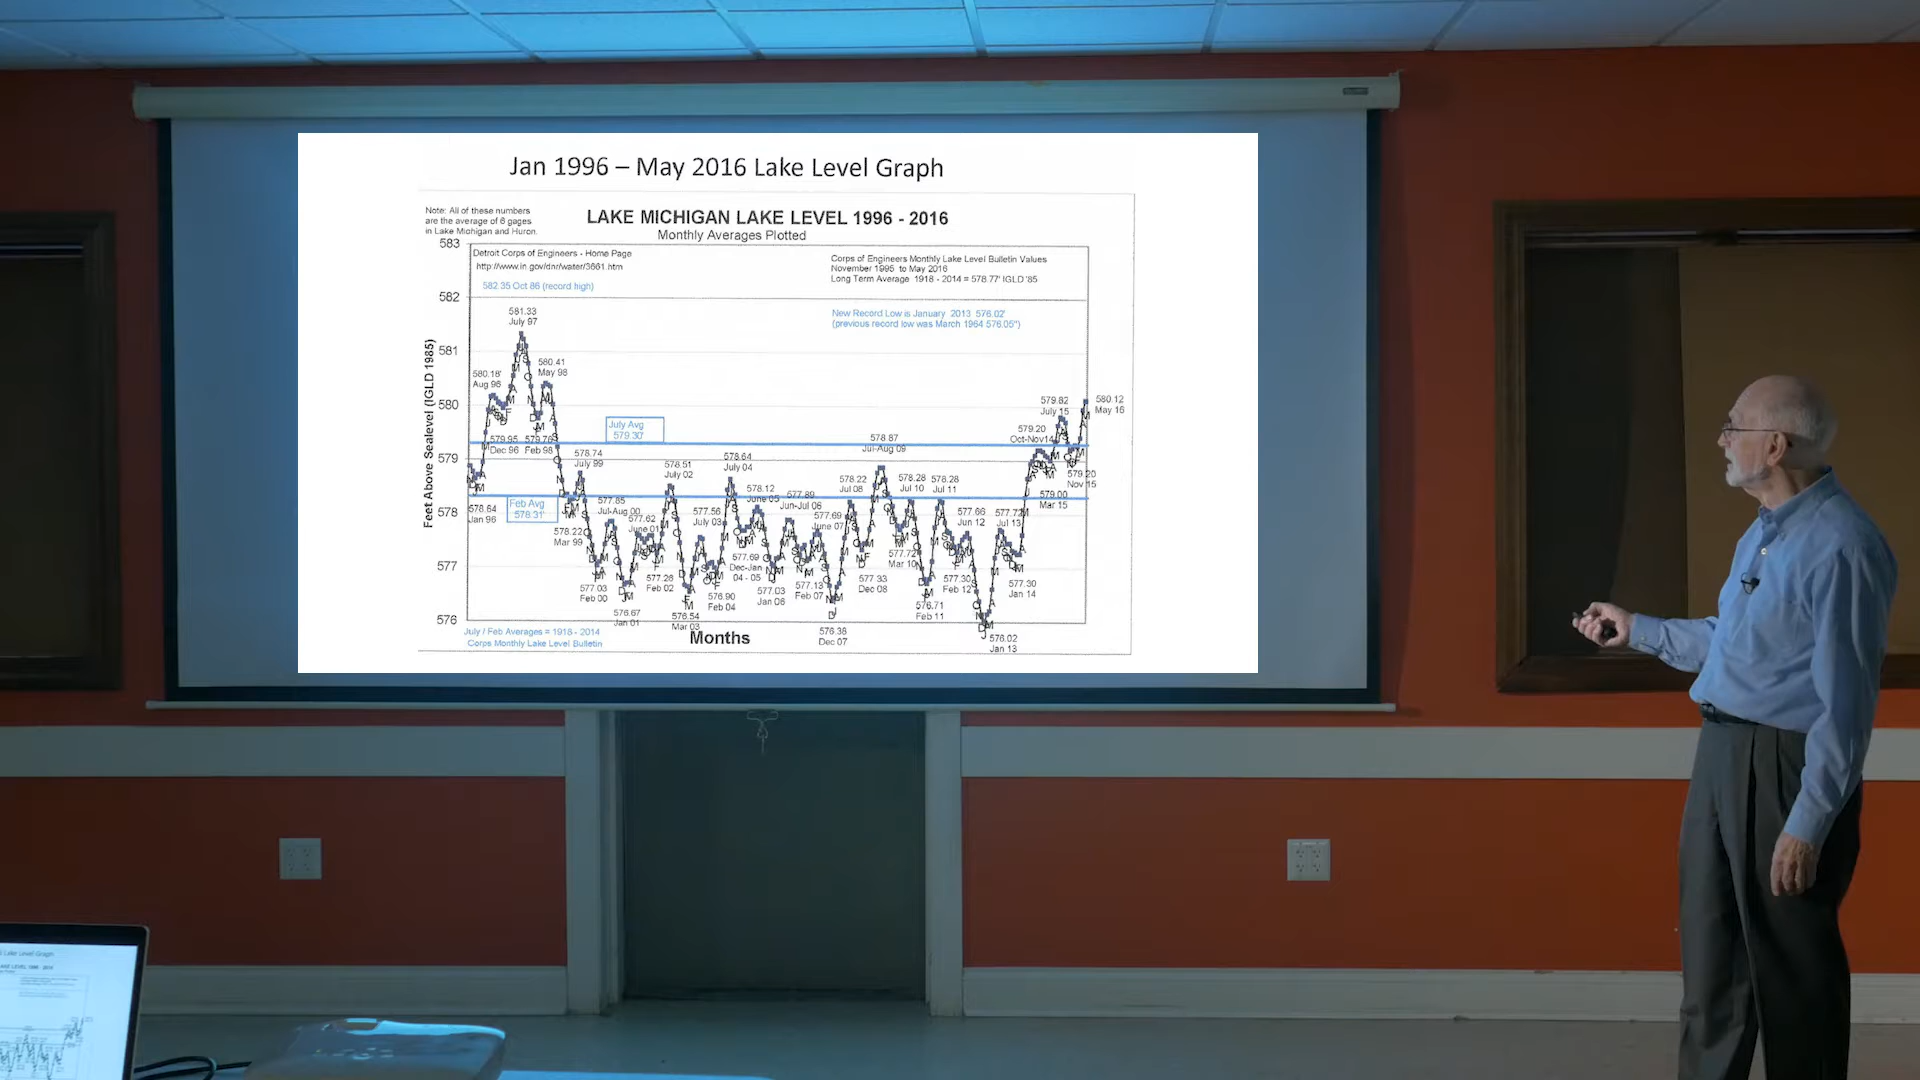 Jan 1996 – May 2016 Lake Level Graph
Note: All of these numbers
are the average of 6 gages
in Lake Michigan and Huron.
LAKE MICHIGAN LAKE LEVEL 1996 - 2016
Monthly Averages Plotted
Detroit Corps of Engineers - Home Page
http://www.in.gov/dnr/water/3661.htm
582.35 Oct 86 (record high)
Corps of Engineers Monthly Lake Level Bulletin Values
November 1995 to May 2016
Long Term Average 1918 - 2014 = 578.77' IGLD '85
New Record Low is January 2013 576.02'
(previous record low was March 1964 576.05")
Feet Above Sealevel (IGLD 1985)
583
582
581
580
579
578
577
576
581.33
July 97
580.41
May 98
580.18'
Aug 96
579.95
Dec 96
579.76
Feb 98
July Avg
579.30'
Feb Avg
578.31'
578.64
Jan 96
578.74
July 99
578.22
Mar 99
577.85
Jul-Aug 00
577.03
Feb 00
577.62
June 01
576.67
Jan 01
577.28
Feb 02
578.51
July 02
576.54
Mar 03
577.56
July 03
576.90
Feb 04
578.64
July 04
578.12
June 05
577.69
Dec-Jan
04 - 05
577.03
Jan 06
577.89
Jun-Jul 06
577.13
Feb 07
577.69
June 07
576.38
Dec 07
578.22
Jul 08
577.33
Dec 08
578.87
Jul-Aug 09
577.72
Mar 10
578.28
Jul 10
576.71
Feb 11
578.28
Jul 11
577.30
Feb 12
577.66
Jun 12
576.02
Jan 13
577.72
Jul 13
577.30
Jan 14
579.20
Oct-Nov14
579.00
Mar 15
579.82
July 15
579.20
Nov 15
580.12
May 16
Months
July / Feb Averages = 1918 - 2014
Corps Monthly Lake Level Bulletin
Lake Level Graph